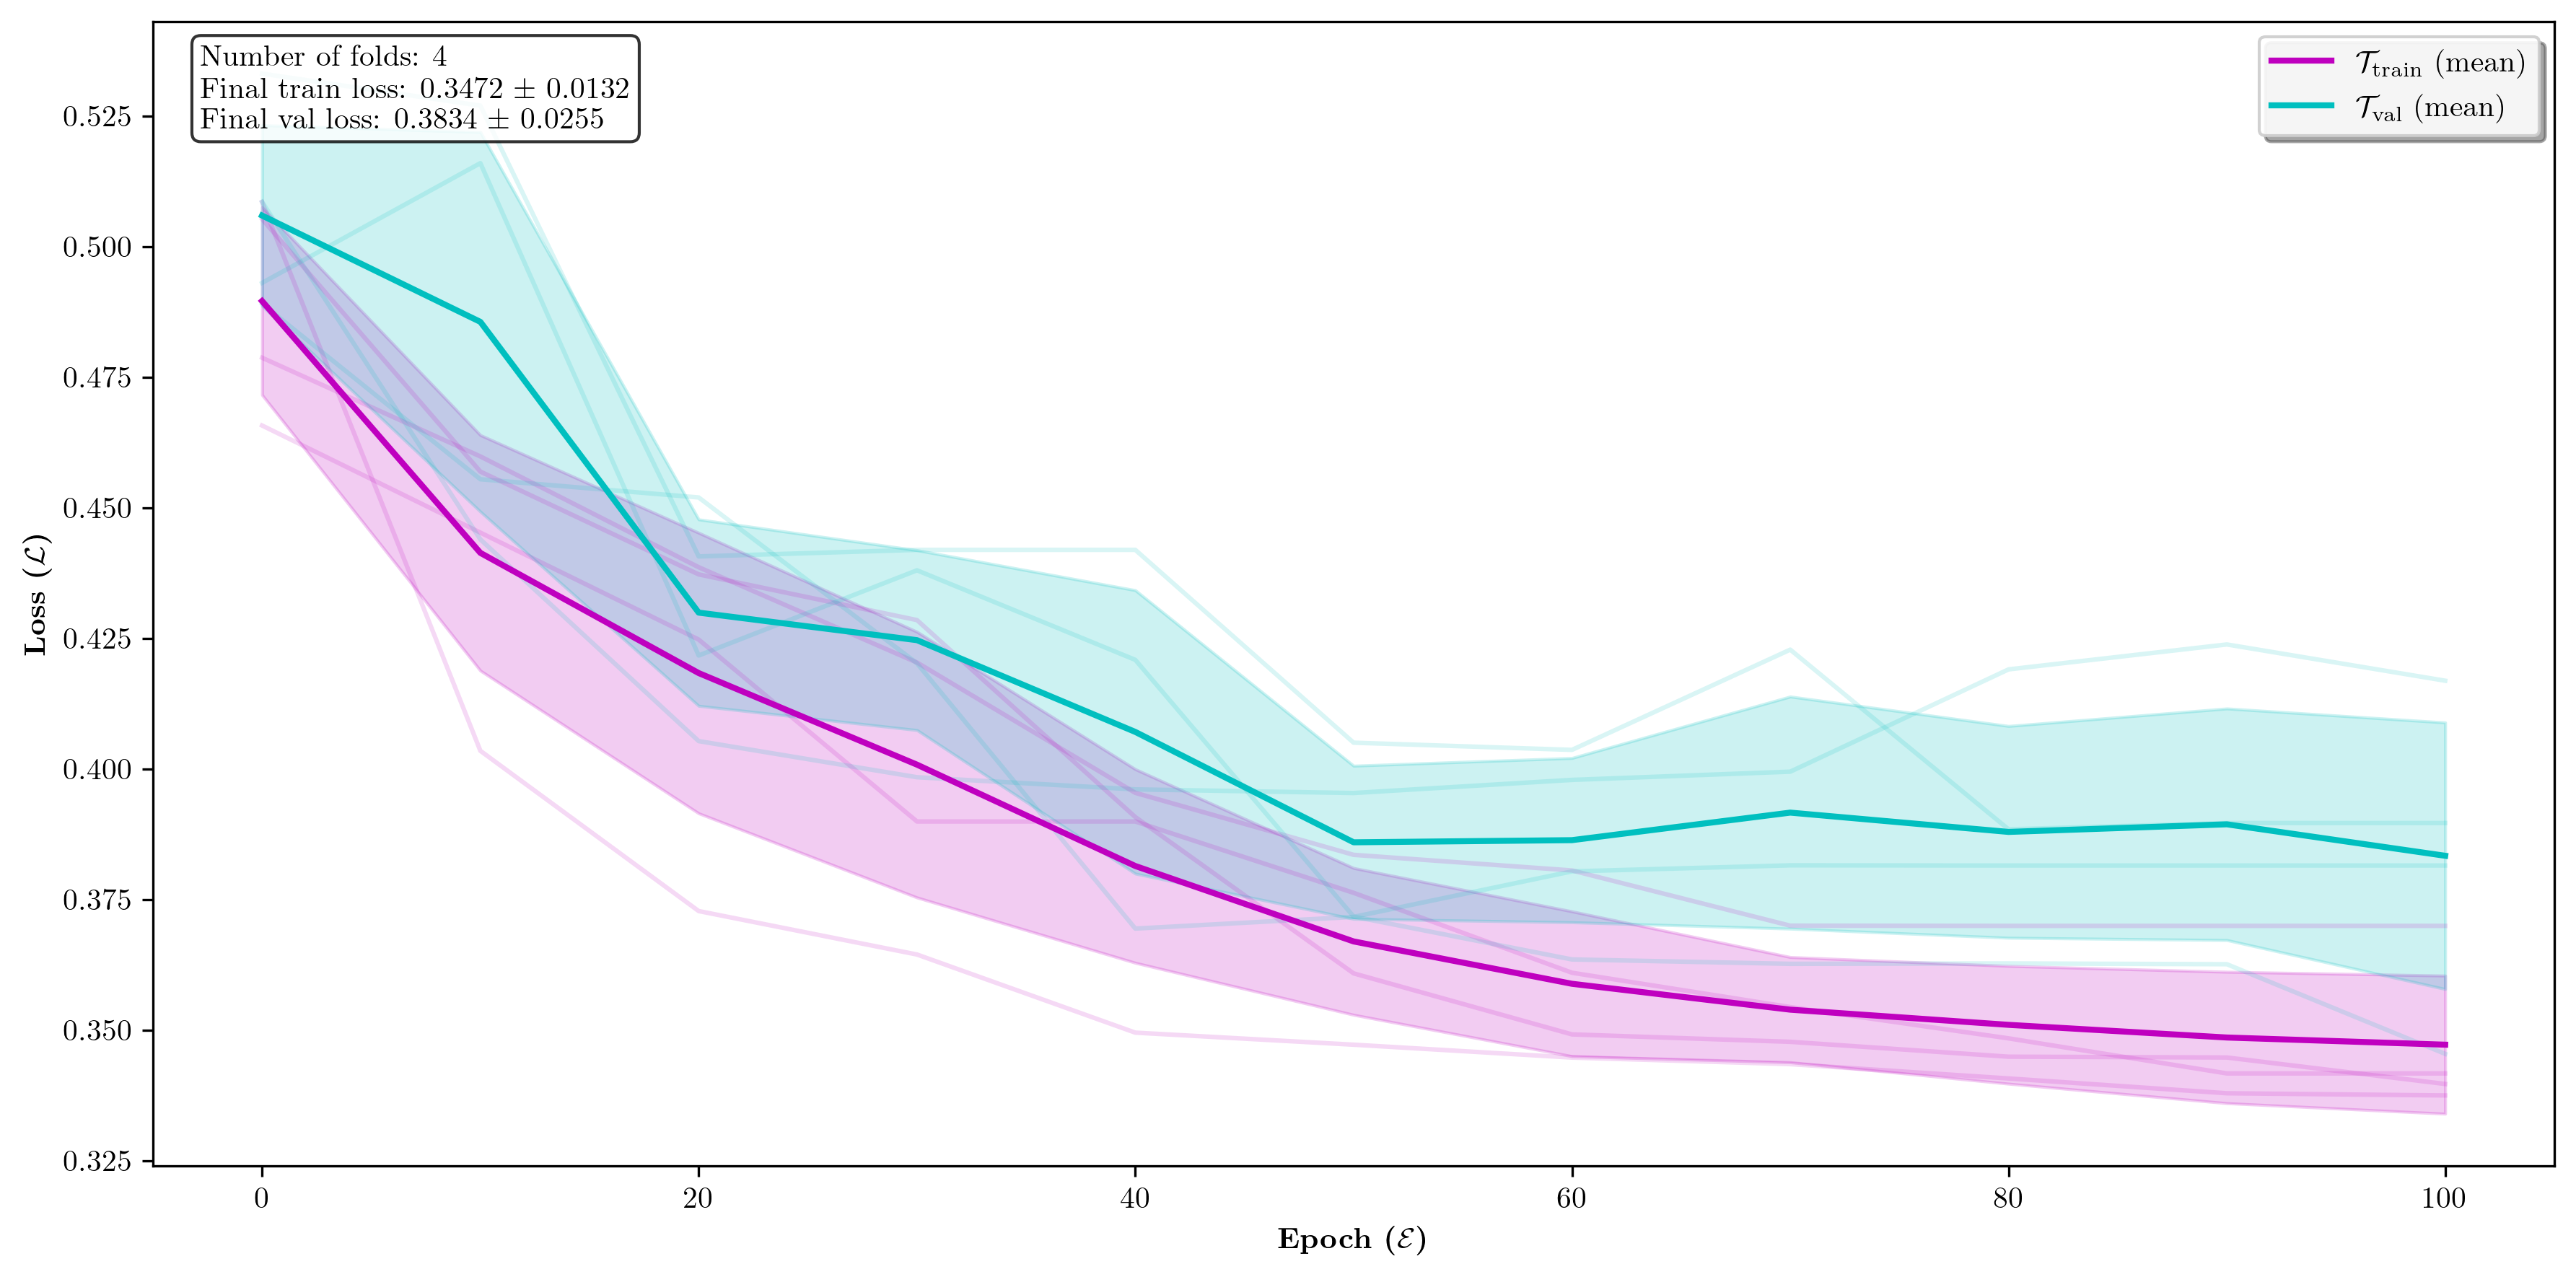 Number of folds: 4
Final train loss: 0.3472 ± 0.0132
Final val loss: 0.3834 ± 0.0255
𝒯train (mean)
𝒯val (mean)
0.525
0.500
0.475
0.450
0.425
0.400
0.375
0.350
0.325
Loss (ℒ)
0 20 40 60 80 100
Epoch (ℰ)